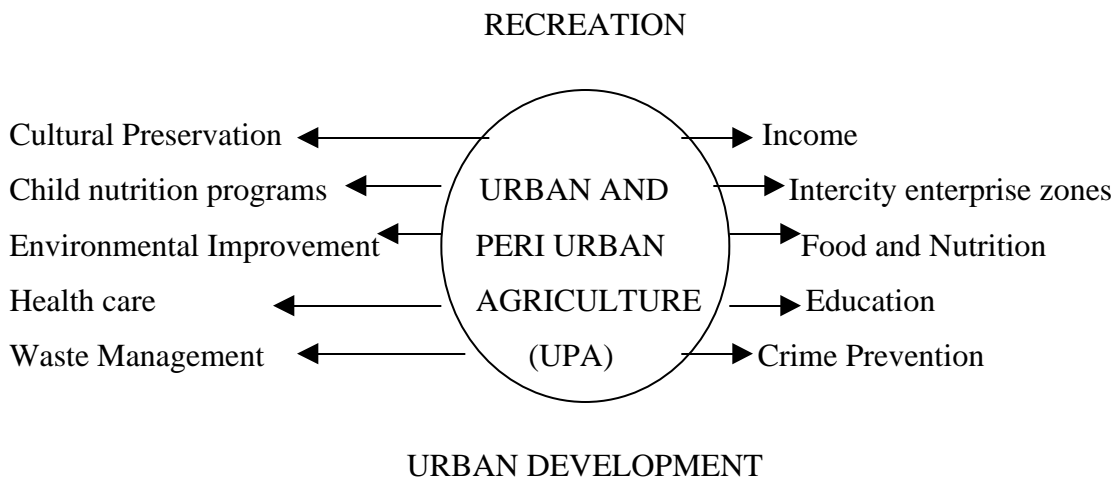 RECREATION
Cultural Preservation
Child nutrition programs
Environmental Improvement
Health care
Waste Management
URBAN AND
PERI URBAN
AGRICULTURE
(UPA)
Income
Intercity enterprise zones
Food and Nutrition
Education
Crime Prevention
URBAN DEVELOPMENT